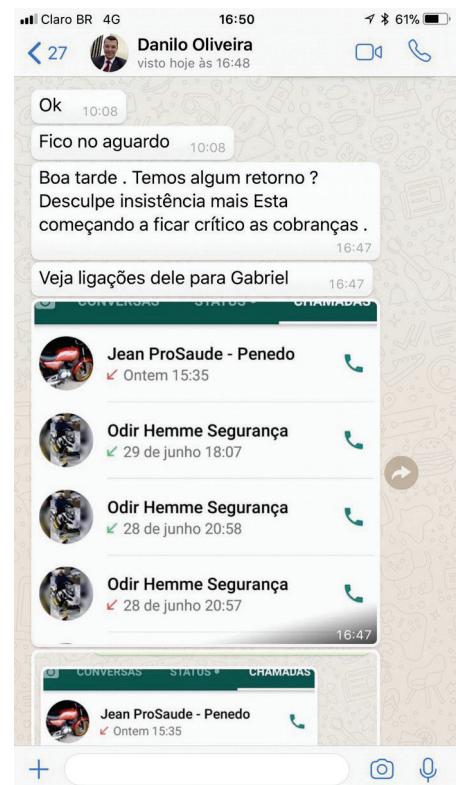 Claro BR 4G 16:50 61%
27 Danilo Oliveira
visto hoje às 16:48
Ok 10:08
Fico no aguardo 10:08
Boa tarde . Temos algum retorno ?
Desculpe insistência mais Esta
começando a ficar crítico as cobranças .
16:47
Veja ligações dele para Gabriel 16:47
CONVERSAS STATUS CHAMADAS
Jean ProSaude - Penedo
Ontem 15:35
Odir Hemme Segurança
29 de junho 18:07
Odir Hemme Segurança
28 de junho 20:58
Odir Hemme Segurança
28 de junho 20:57
16:47
CONVERSAS STATUS CHAMADAS
Jean ProSaude - Penedo
Ontem 15:35